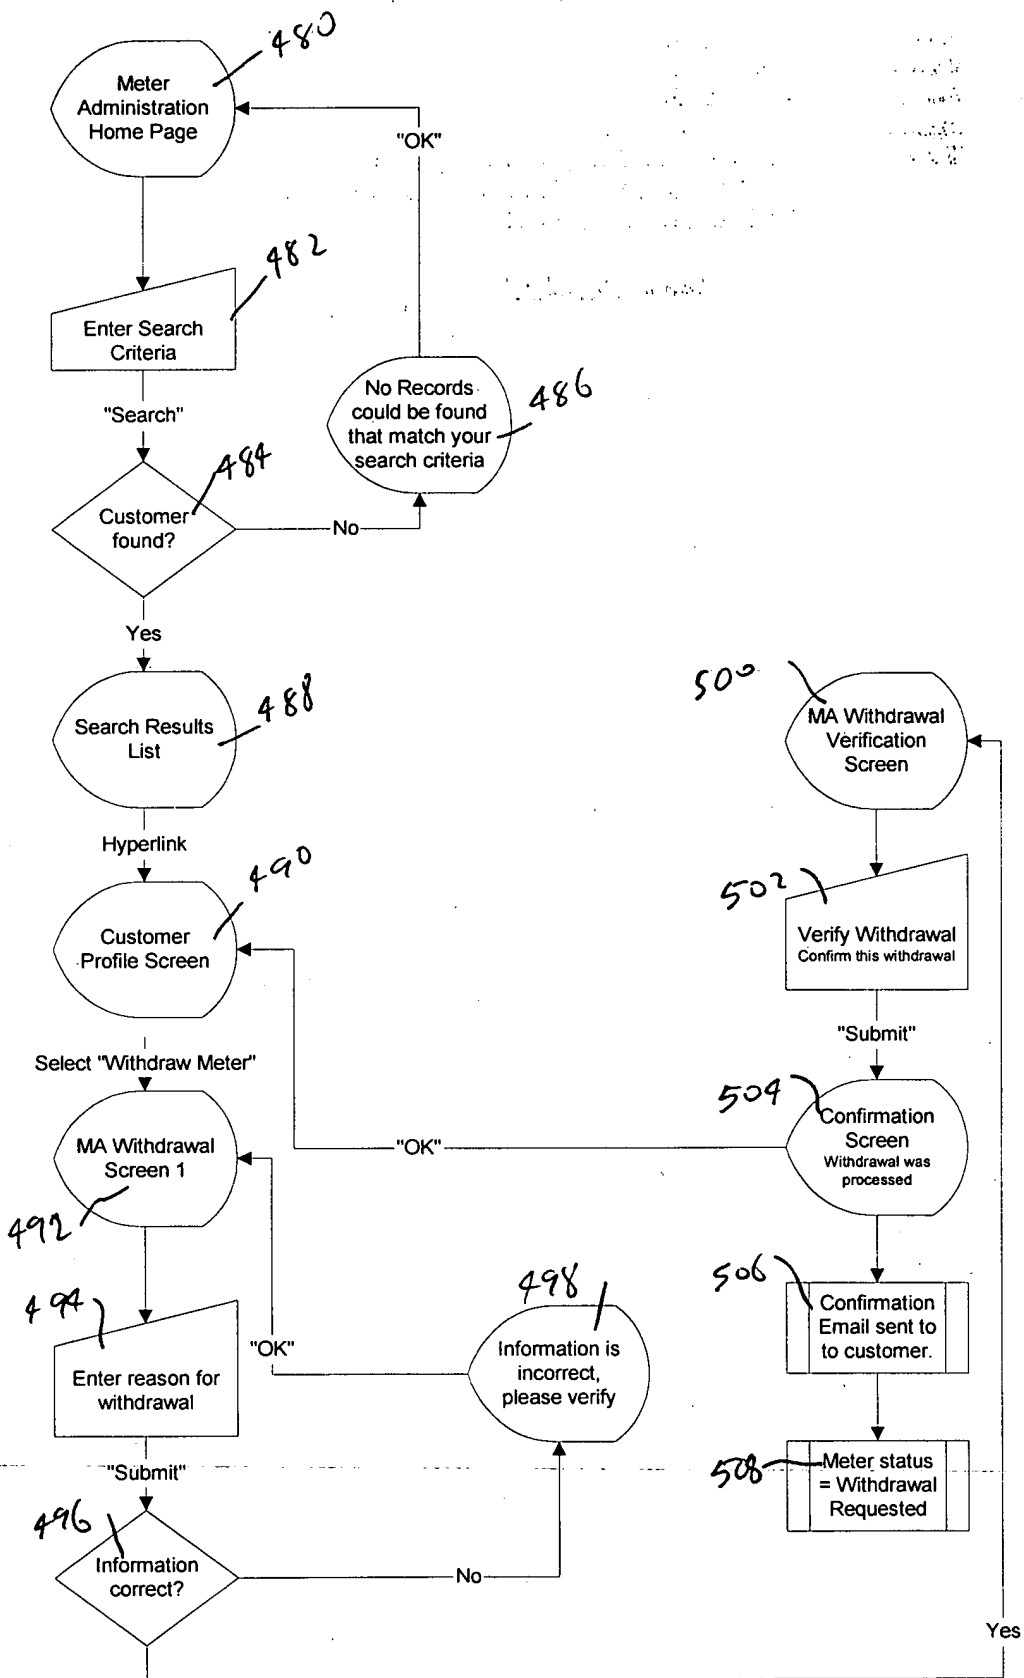 480
Meter
Administration
Home Page
"OK"
482
Enter Search
Criteria
"Search"
No Records
could be found
that match your
search criteria
486
484
Customer
found?
No
Yes
Search Results
List
488
Hyperlink
490
Customer
Profile Screen
Select "Withdraw Meter"
MA Withdrawal
Screen 1
492
494
Enter reason for
withdrawal
"OK"
498
Information is
incorrect,
please verify
"Submit"
496
Information
correct?
No
Yes
500
MA Withdrawal
Verification
Screen
502
Verify Withdrawal
Confirm this withdrawal
"Submit"
504
Confirmation
Screen
Withdrawal was
processed
"OK"
506
Confirmation
Email sent to
to customer.
508
Meter status
= Withdrawal
Requested